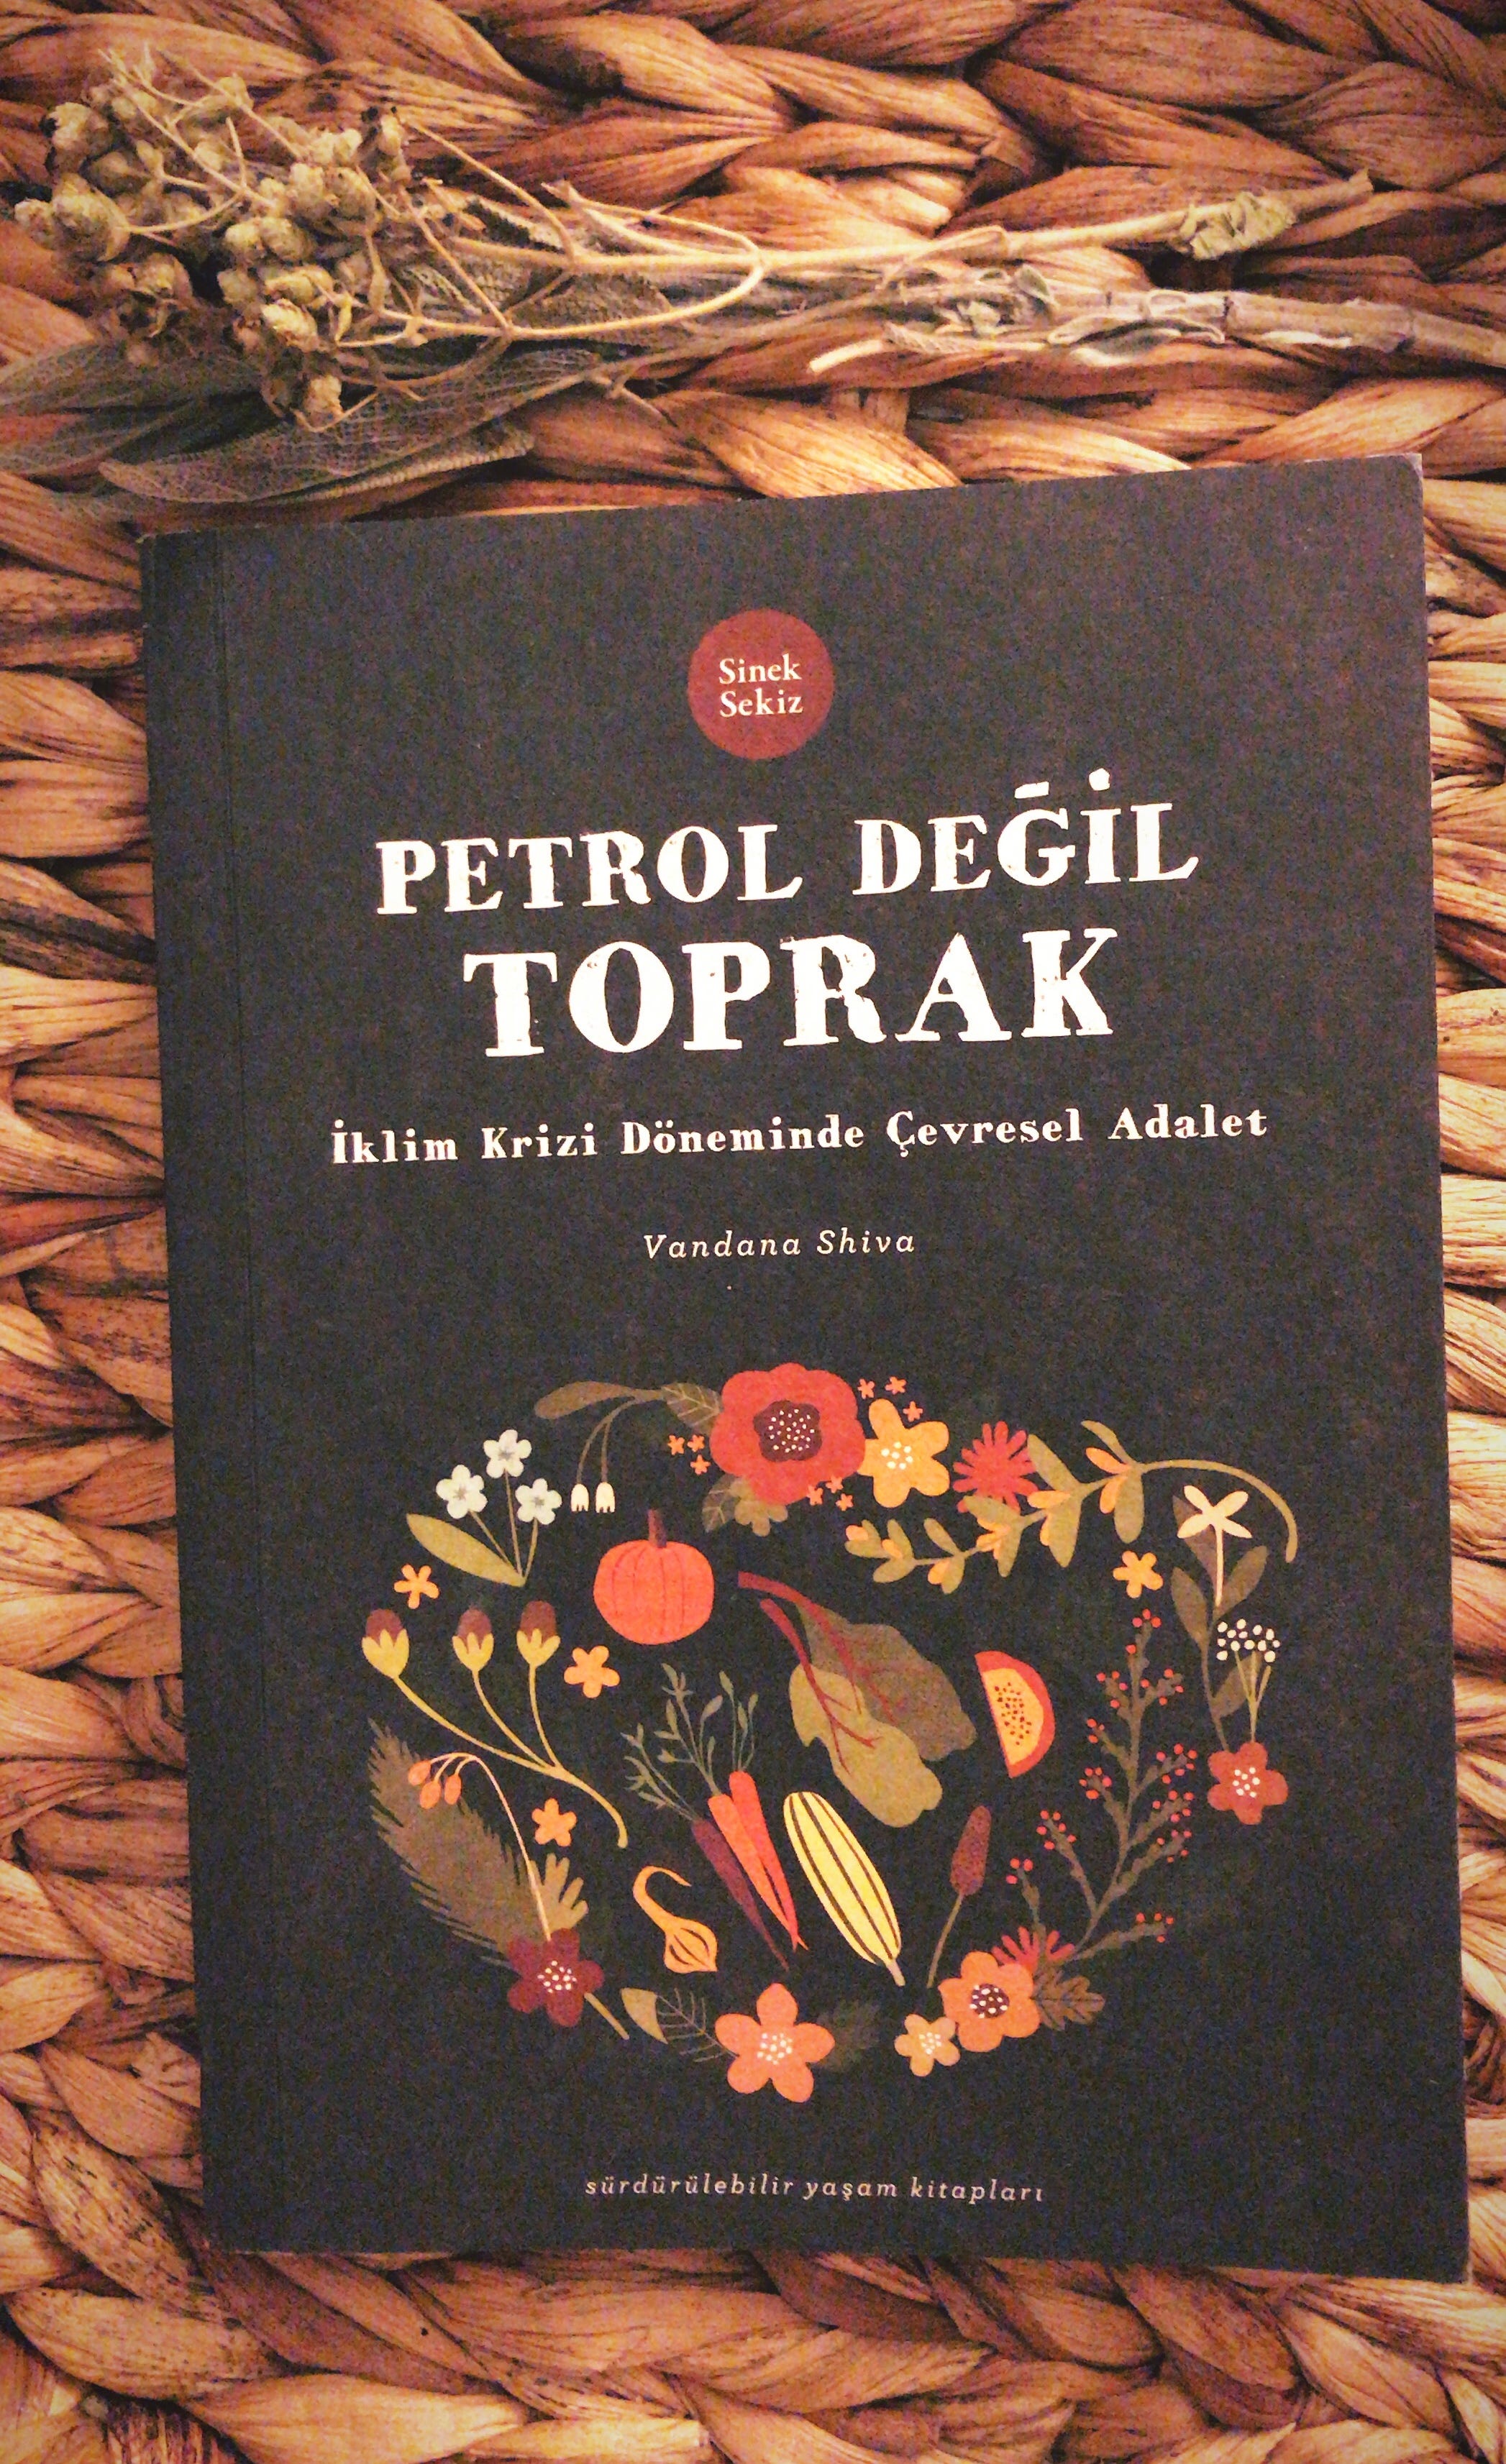 Sinek
Sekiz
PETROL DEĞİL
TOPRAK
İklim Krizi Döneminde Çevresel Adalet
Vandana Shiva
sürdürülebilir yaşam kitapları